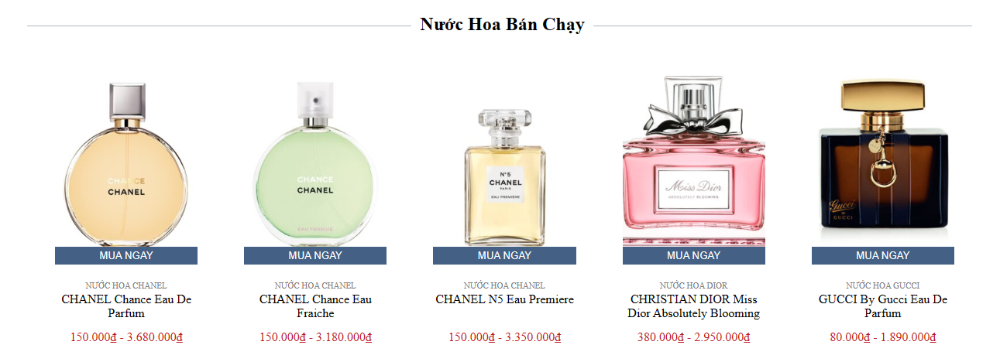 Nước Hoa Bán Chạy
CHANCE
CHANEL
CHANCE
CHANEL
EAU FRAÎCHE
N°5
CHANEL
PARIS
EAU PREMIÈRE
Miss Dior
ABSOLUTELY BLOOMING
Gucci
BY
GUCCI
MUA NGAY
MUA NGAY
MUA NGAY
MUA NGAY
MUA NGAY
NƯỚC HOA CHANEL
CHANEL Chance Eau De
Parfum
150.000₫ - 3.680.000₫
NƯỚC HOA CHANEL
CHANEL Chance Eau
Fraiche
150.000₫ - 3.180.000₫
NƯỚC HOA CHANEL
CHANEL N5 Eau Premiere
150.000₫ - 3.350.000₫
NƯỚC HOA DIOR
CHRISTIAN DIOR Miss
Dior Absolutely Blooming
380.000₫ - 2.950.000₫
NƯỚC HOA GUCCI
GUCCI By Gucci Eau De
Parfum
80.000₫ - 1.890.000₫